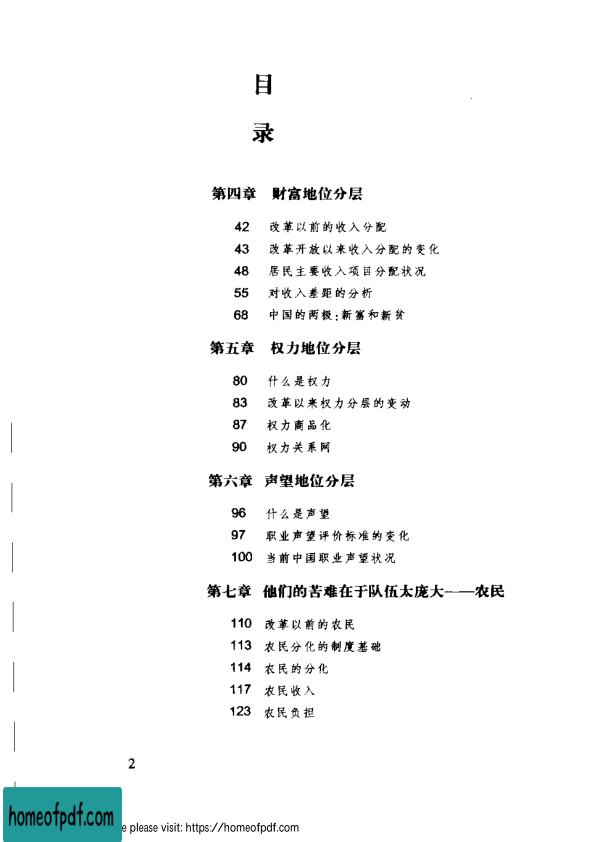 目
录
第四章 财富地位分层
42 改革以前的收入分配
43 改革开放以来收入分配的变化
48 居民主要收入项目分配状况
55 对收入差距的分析
68 中国的两极:新富和新贫
第五章 权力地位分层
80 什么是权力
83 改革以来权力分层的变动
87 权力商品化
90 权力关系网
第六章 声望地位分层
96 什么是声望
97 职业声望评价标准的变化
100 当前中国职业声望状况
第七章 他们的苦难在于队伍太庞大——农民
110 改革以前的农民
113 农民分化的制度基础
114 农民的分化
117 农民收入
123 农民负担
2
homeofpdf.com
e please visit: https://homeofpdf.com